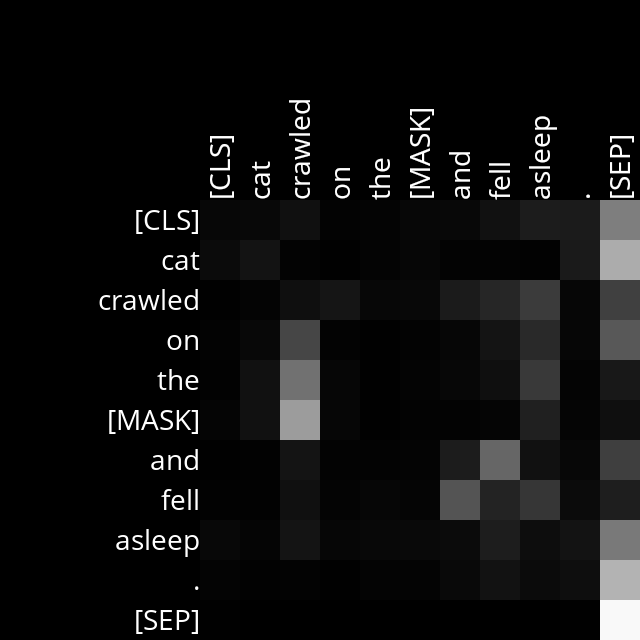 [CLS] cat crawled on the [MASK] and fell asleep . [SEP]
[CLS]
cat
crawled
on
the
[MASK]
and
fell
asleep
.
[SEP]